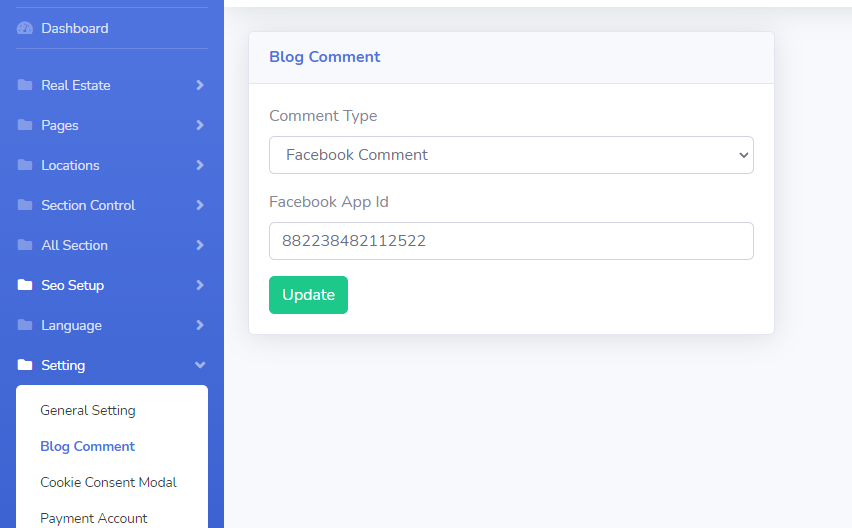 Dashboard
Real Estate
Pages
Locations
Section Control
All Section
Seo Setup
Language
Setting
General Setting
Blog Comment
Cookie Consent Modal
Payment Account
Blog Comment
Comment Type
Facebook Comment
Facebook App Id
882238482112522
Update